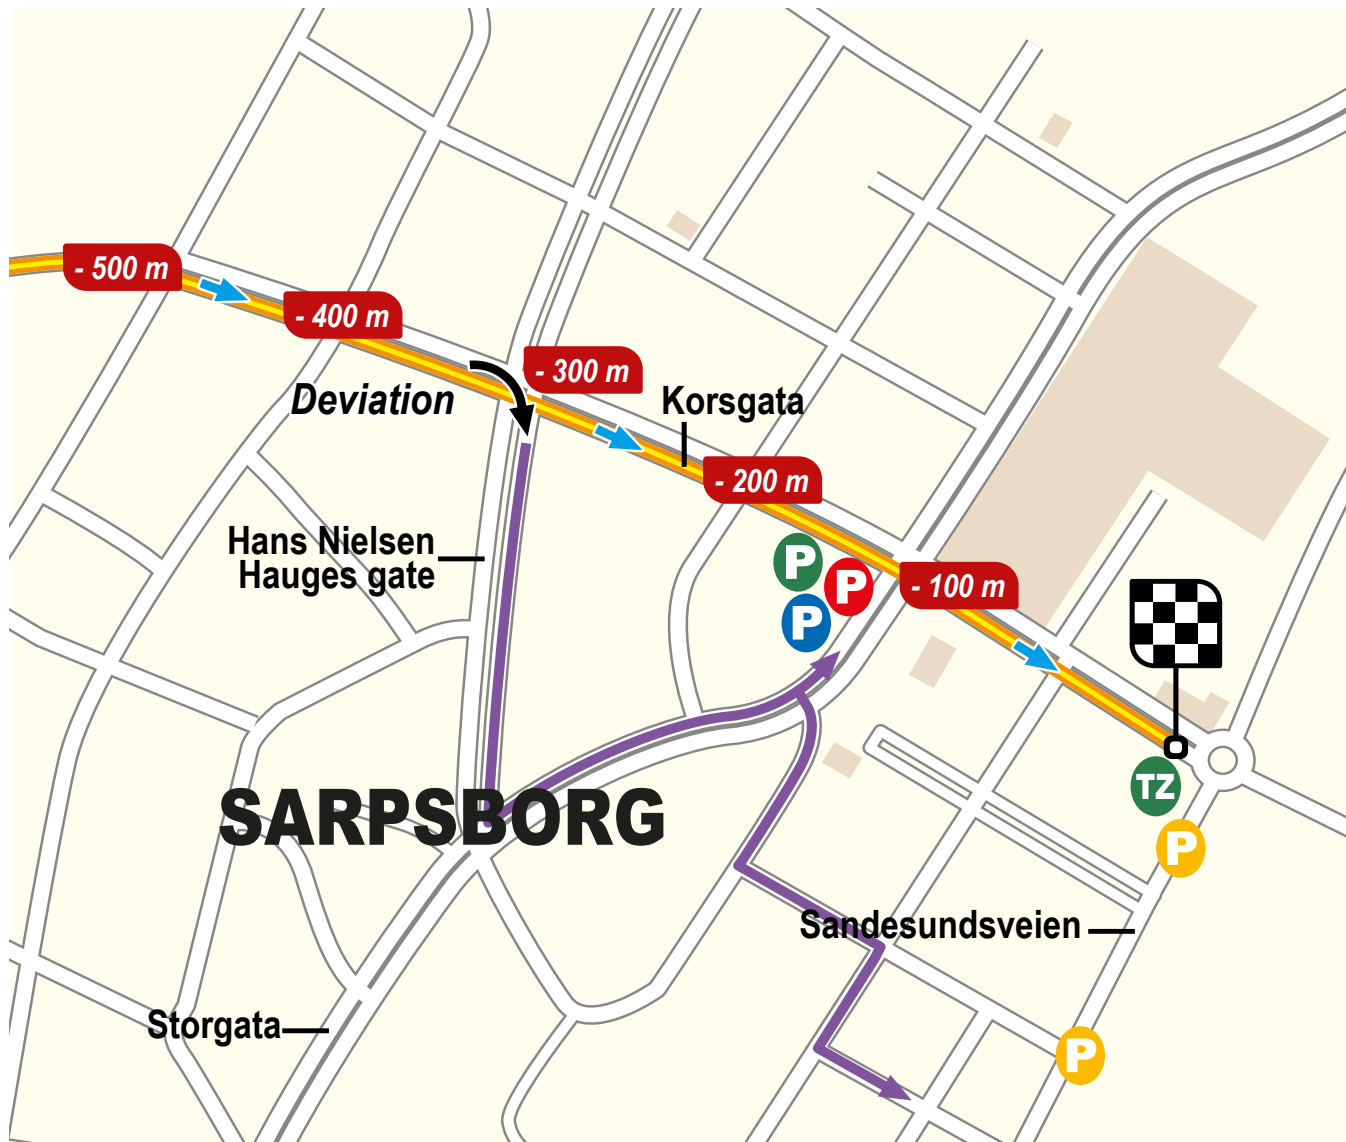 - 500 m
- 400 m
- 300 m
Deviation
Korsgata
- 200 m
Hans Nielsen
Hauges gate
P
P
P
- 100 m
TZ
SARPSBORG
P
Sandesundsveien
Storgata
P